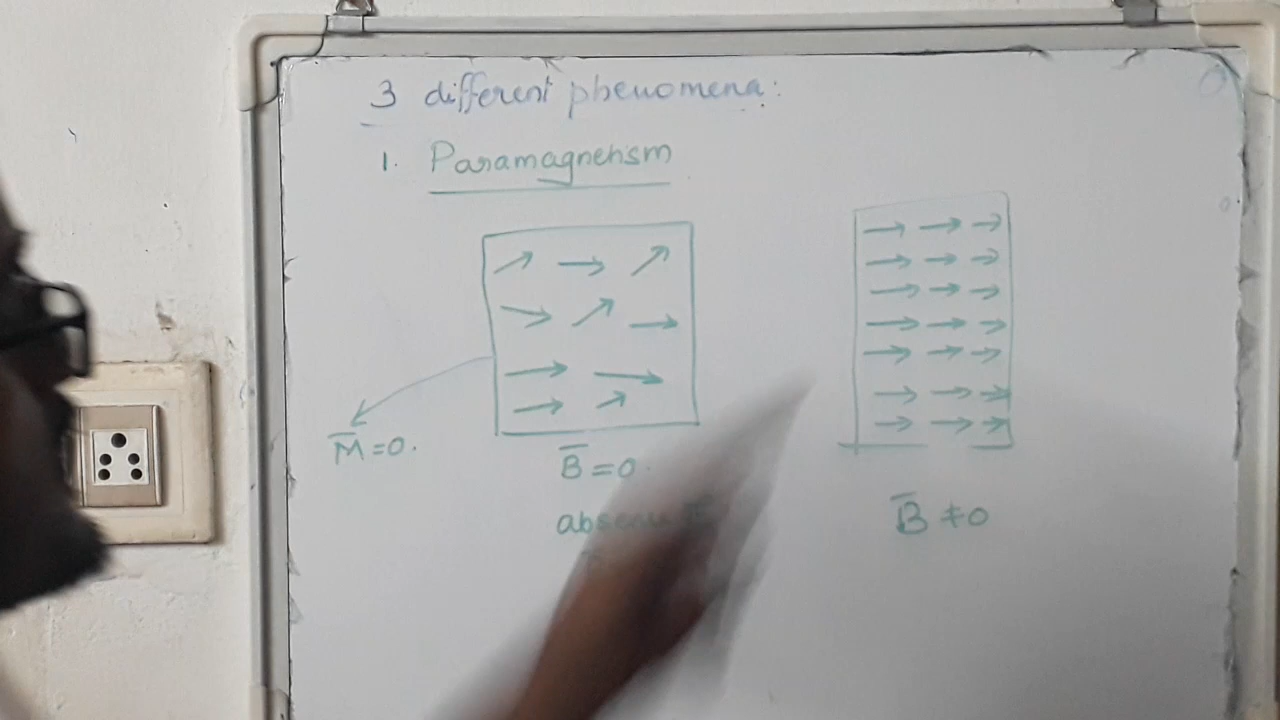 3 different phenomena:
1. Paramagnetism
M̅ = 0.
B̅ = 0.
B̅ ≠ 0